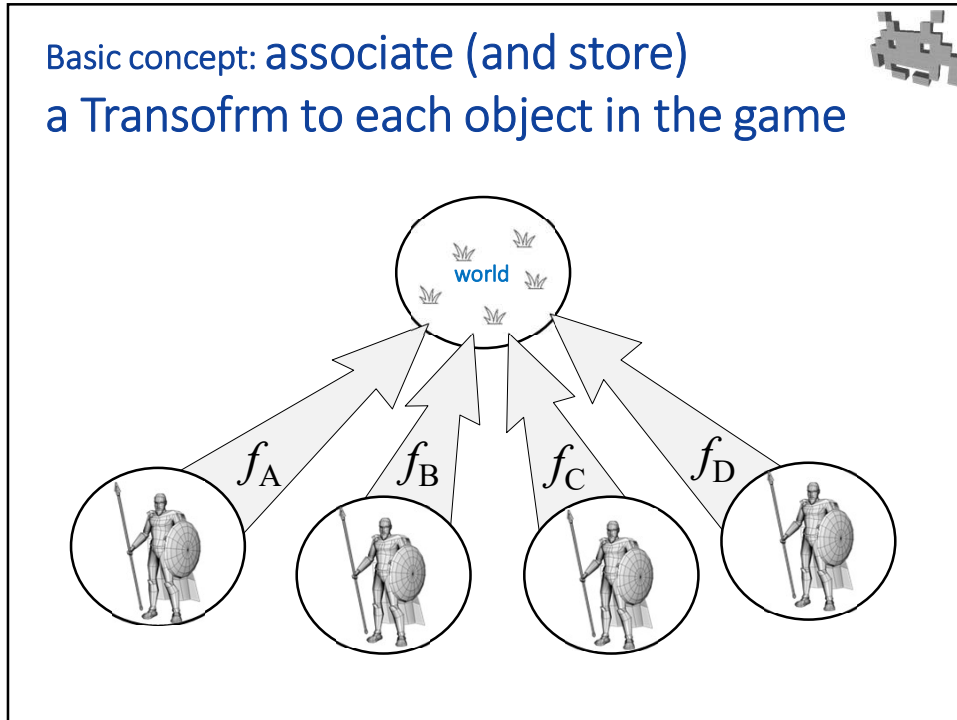 Basic concept: associate (and store)
a Transofrm to each object in the game
world
fA fB fC fD